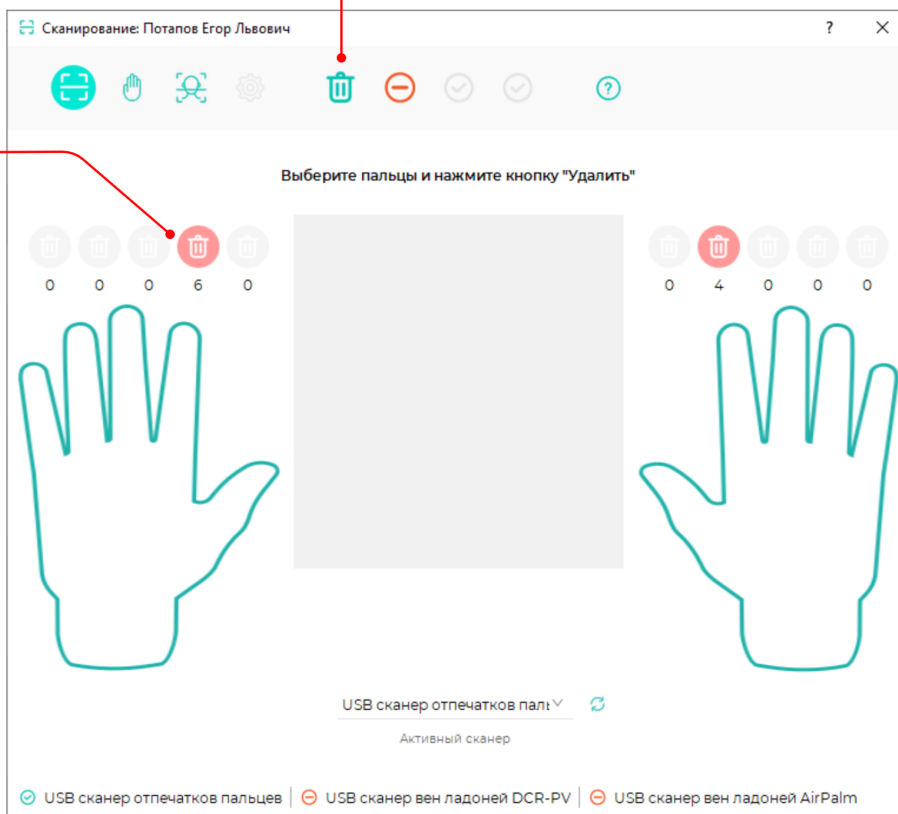 Сканирование: Потапов Егор Львович
?
Выберите пальцы и нажмите кнопку "Удалить"
0 0 0 6 0
0 4 0 0 0
USB сканер отпечатков паль
Активный сканер
USB сканер отпечатков пальцев
USB сканер вен ладоней DCR-PV
USB сканер вен ладоней AirPalm